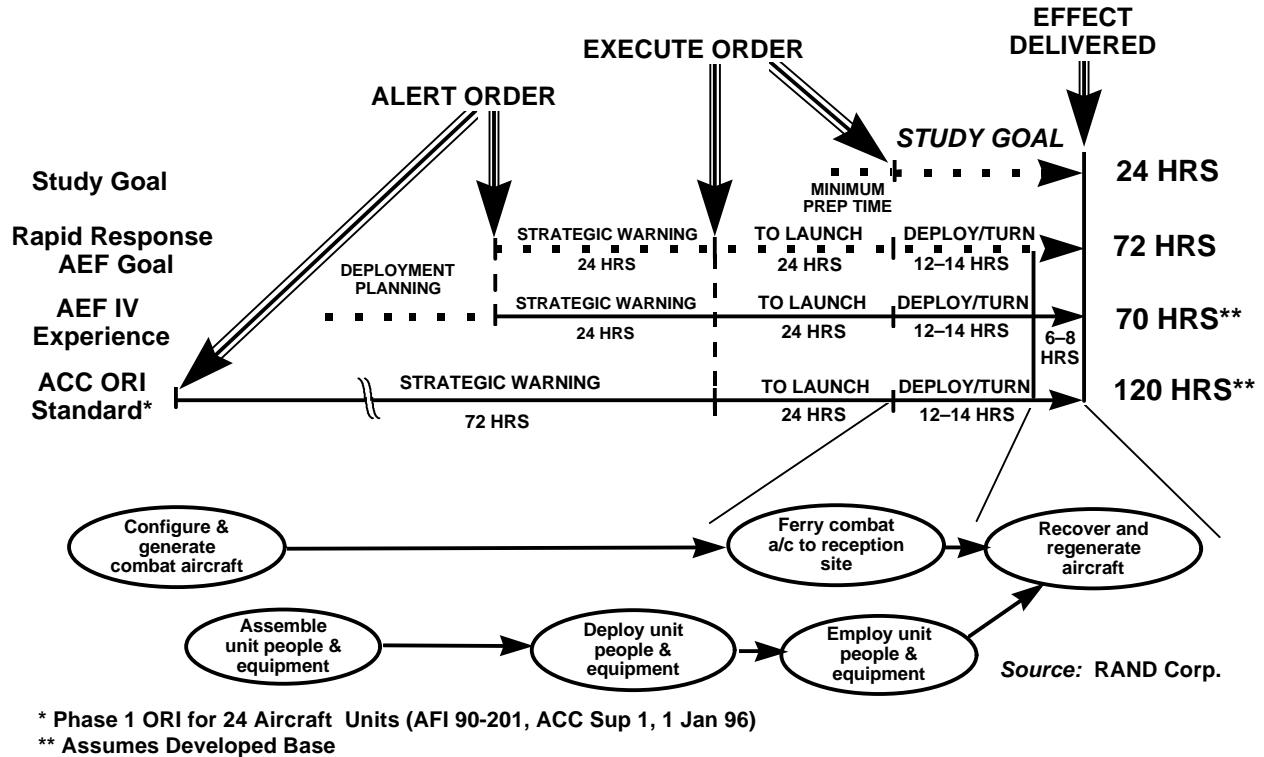 EFFECT
DELIVERED
EXECUTE ORDER
ALERT ORDER
STUDY GOAL
Study Goal
MINIMUM
PREP TIME
24 HRS
Rapid Response
AEF Goal
STRATEGIC WARNING
24 HRS
TO LAUNCH
24 HRS
DEPLOY/TURN
12–14 HRS
72 HRS
DEPLOYMENT
PLANNING
AEF IV
Experience
STRATEGIC WARNING
24 HRS
TO LAUNCH
24 HRS
DEPLOY/TURN
12–14 HRS
6–8
HRS
70 HRS**
ACC ORI
Standard*
STRATEGIC WARNING
72 HRS
TO LAUNCH
24 HRS
DEPLOY/TURN
12–14 HRS
120 HRS**
Configure &
generate
combat aircraft
Ferry combat
a/c to reception
site
Recover and
regenerate
aircraft
Assemble
unit people &
equipment
Deploy unit
people &
equipment
Employ unit
people &
equipment
Source: RAND Corp.
* Phase 1 ORI for 24 Aircraft Units (AFI 90-201, ACC Sup 1, 1 Jan 96)
** Assumes Developed Base